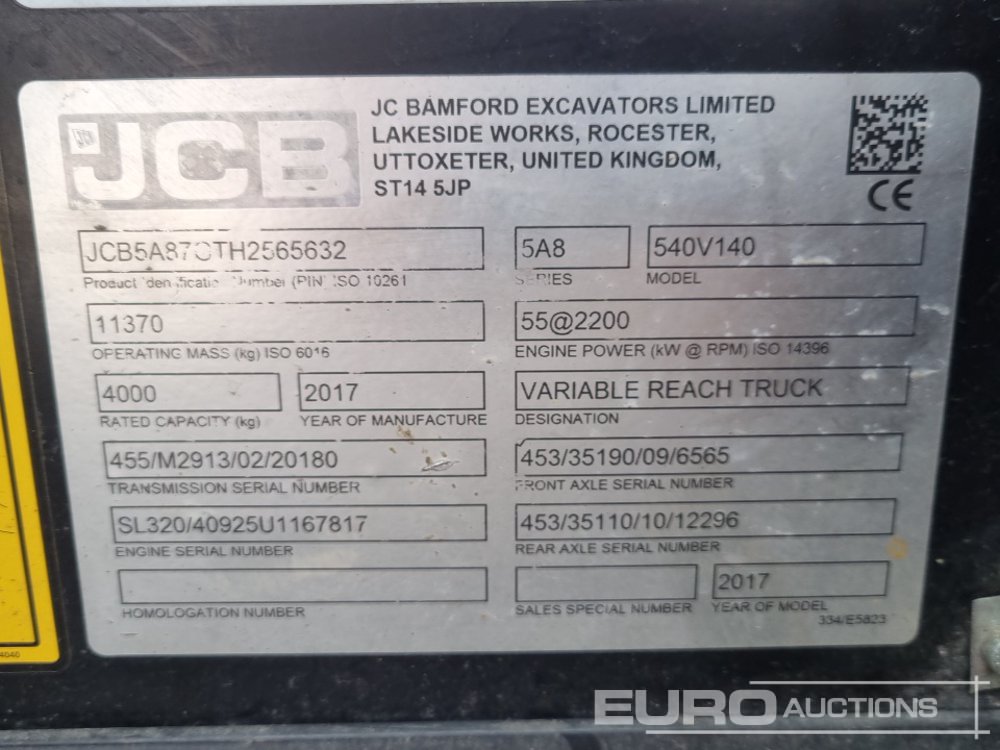 JCB
JC BAMFORD EXCAVATORS LIMITED
LAKESIDE WORKS, ROCESTER,
UTTOXETER, UNITED KINGDOM,
ST14 5JP
CE
5A8
540V140
Product (PIN) ISO 10261
SERIES
MODEL
11370
55@2200
OPERATING MASS (kg) ISO 6016
ENGINE POWER (kW @ RPM) ISO 14396
4000
2017
VARIABLE REACH TRUCK
RATED CAPACITY (kg)
YEAR OF MANUFACTURE
DESIGNATION
455/M2913/02/20180
453/35190/09/6565
TRANSMISSION SERIAL NUMBER
FRONT AXLE SERIAL NUMBER
SL320/40925U1167817
453/35110/10/12296
ENGINE SERIAL NUMBER
REAR AXLE SERIAL NUMBER
2017
HOMOLOGATION NUMBER
SALES SPECIAL NUMBER
YEAR OF MODEL
334/E5823
EURO AUCTIONS